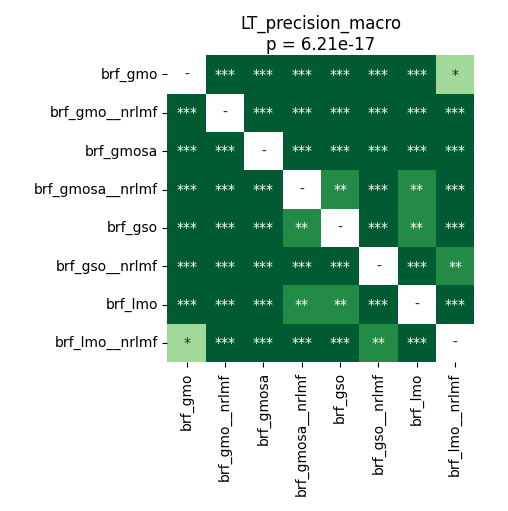 LT_precision_macro
p = 6.21e-17
brf_gmo - *** *** *** *** *** *** *
brf_gmo__nrlmf *** - *** *** *** *** *** ***
brf_gmosa *** *** - *** *** *** *** ***
brf_gmosa__nrlmf *** *** *** - ** *** ** ***
brf_gso *** *** *** ** - *** ** ***
brf_gso__nrlmf *** *** *** *** *** - *** **
brf_lmo *** *** *** ** ** *** - ***
brf_lmo__nrlmf * *** *** *** *** ** *** -
brf_gmo
brf_gmo__nrlmf
brf_gmosa
brf_gmosa__nrlmf
brf_gso
brf_gso__nrlmf
brf_lmo
brf_lmo__nrlmf